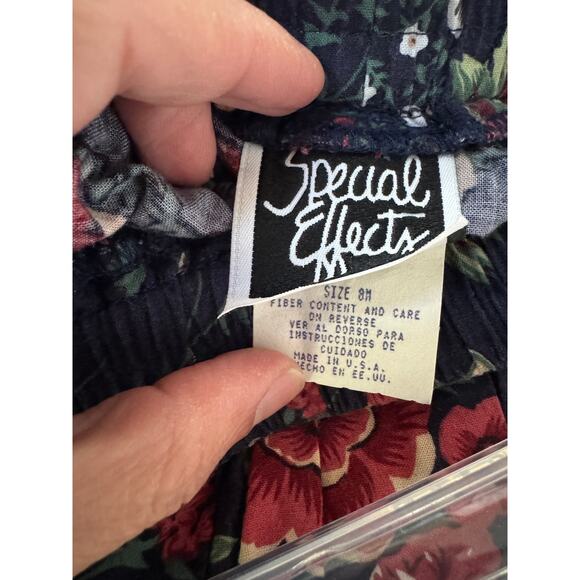 Special
Effects
SIZE 8M
FIBER CONTENT AND CARE
ON REVERSE
VER AL DORSO PARA
INSTRUCCIONES DE
CUIDADO
MADE IN U.S.A.
HECHO EN EE.UU.